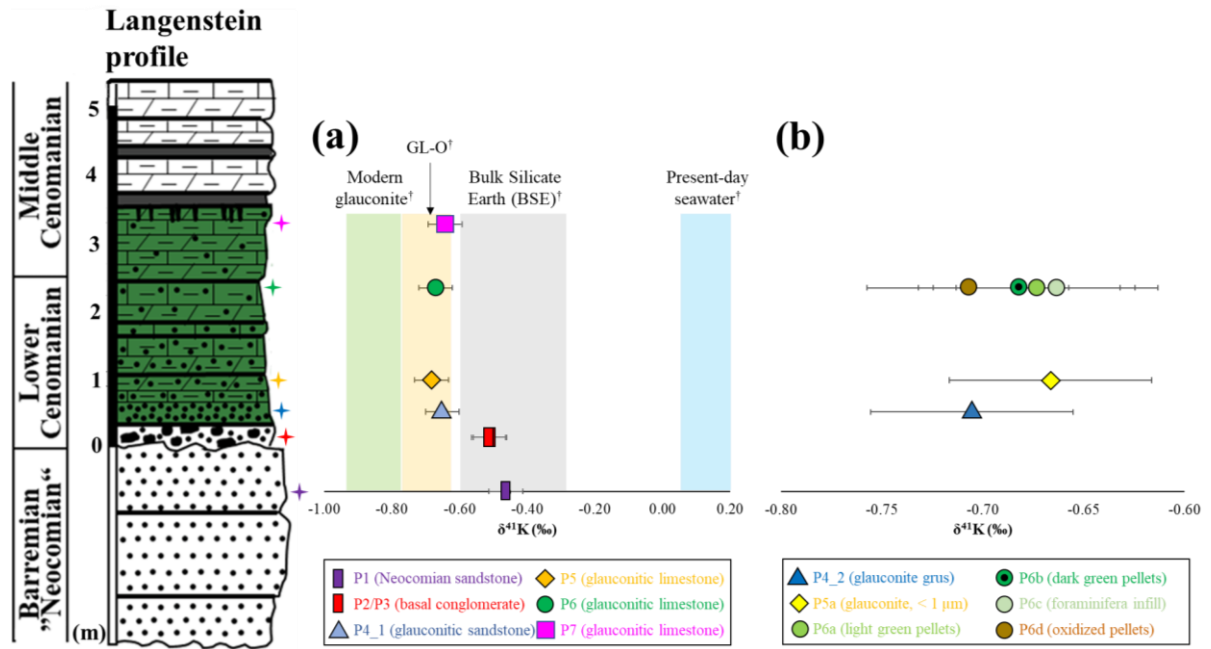 Langenstein
profile
Middle
Cenomanian
Lower
Cenomanian
Barremian
”Neocomian“
5
4
3
2
1
0
(m)
(a)
GL-O†
Modern
glauconite†
Bulk Silicate
Earth (BSE)†
Present-day
seawater†
-1.00 -0.80 -0.60 -0.40 -0.20 0.00 0.20
δ⁴¹K (‰)
P1 (Neocomian sandstone)
P2/P3 (basal conglomerate)
P4_1 (glauconitic sandstone)
P5 (glauconitic limestone)
P6 (glauconitic limestone)
P7 (glauconitic limestone)
(b)
-0.80 -0.75 -0.70 -0.65 -0.60
δ⁴¹K (‰)
P4_2 (glauconite grus)
P5a (glauconite, < 1 μm)
P6a (light green pellets)
P6b (dark green pellets)
P6c (foraminifera infill)
P6d (oxidized pellets)